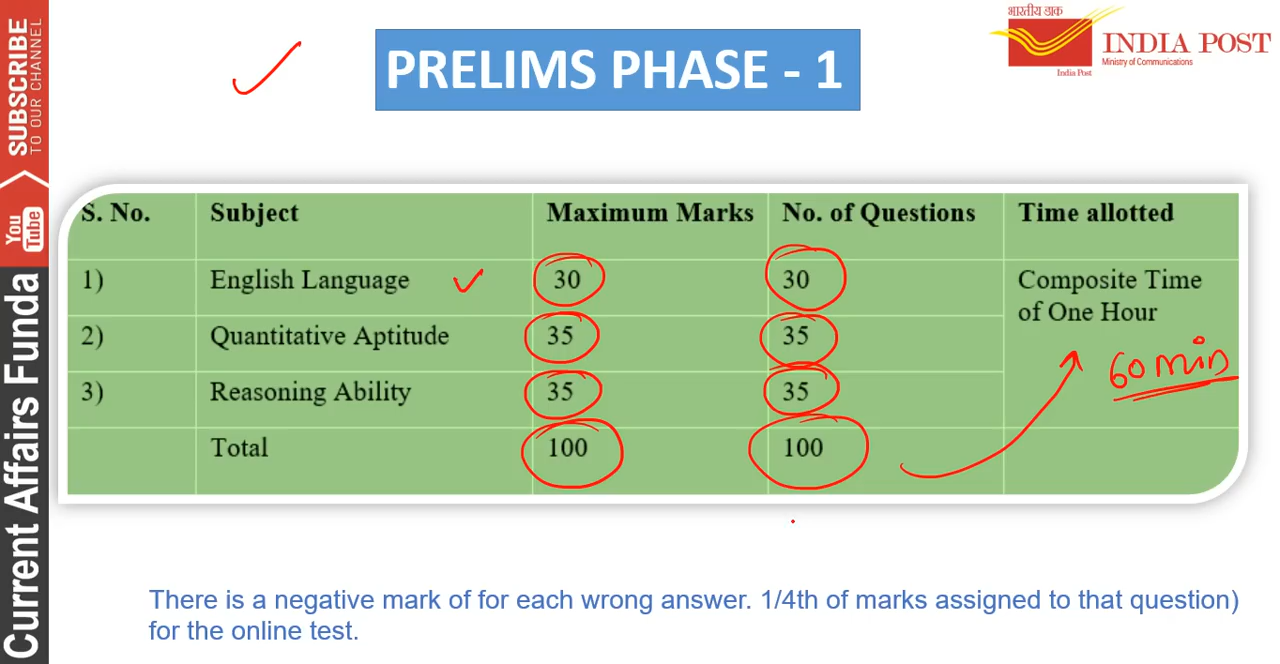 SUBSCRIBE
TO OUR CHANNEL
You
Tube
Current Affairs Funda
PRELIMS PHASE - 1
भारतीय डाक
INDIA POST
Ministry of Communications
India Post
S. No. Subject Maximum Marks No. of Questions Time allotted
1) English Language 30 30 Composite Time
of One Hour
2) Quantitative Aptitude 35 35
60 min
3) Reasoning Ability 35 35
Total 100 100
There is a negative mark of for each wrong answer. 1/4th of marks assigned to that question)
for the online test.